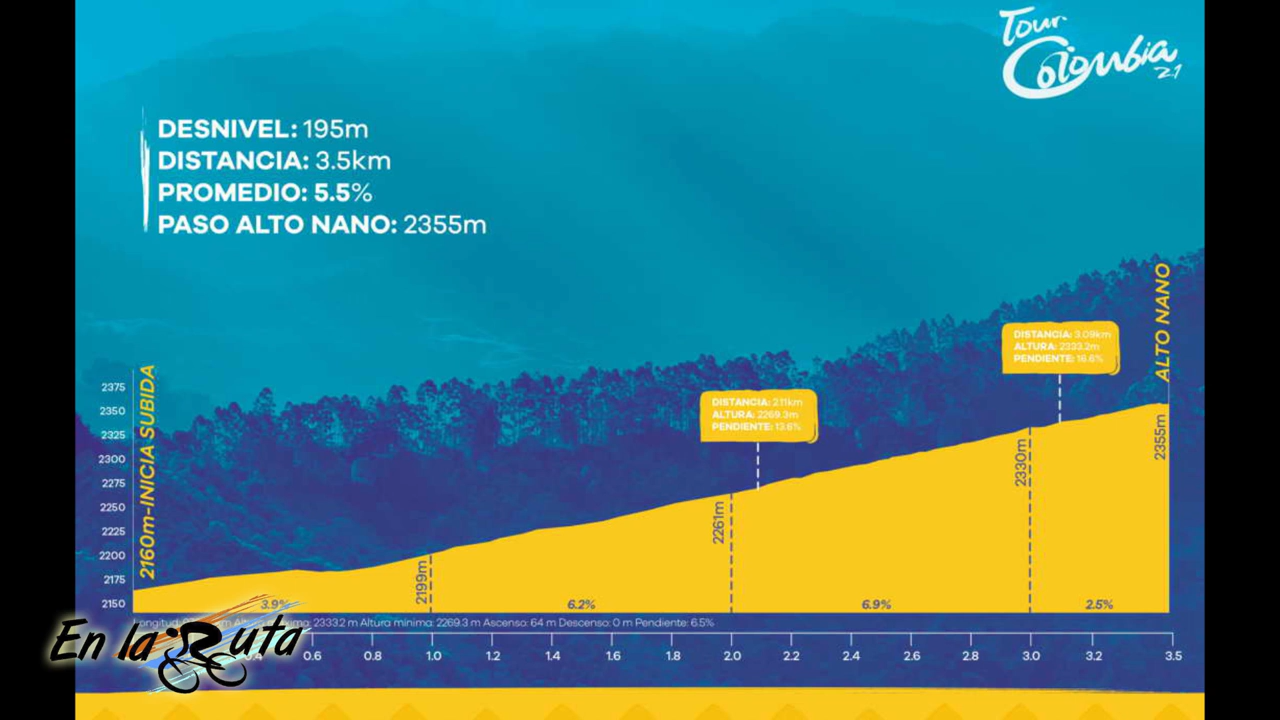 Tour
Colombia
2.1
DESNIVEL: 195m
DISTANCIA: 3.5km
PROMEDIO: 5.5%
PASO ALTO NANO: 2355m
ALTO NANO
DISTANCIA: 3.09km
ALTURA: 2333.2m
PENDIENTE: 16.6%
2160m-INICIA SUBIDA
DISTANCIA: 2.11km
ALTURA: 2269.3m
PENDIENTE: 13.6%
2375
2350
2325
2300
2275
2250
2225
2200
2175
2150
2199m
2261m
2330m
2355m
3.9% 6.2% 6.9% 2.5%
2333.2 m Altura mínima: 2269.3 m Ascenso: 64 m Descenso: 0 m Pendiente: 6.5%
En la Ruta
0.4 0.6 0.8 1.0 1.2 1.4 1.6 1.8 2.0 2.2 2.4 2.6 2.8 3.0 3.2 3.5